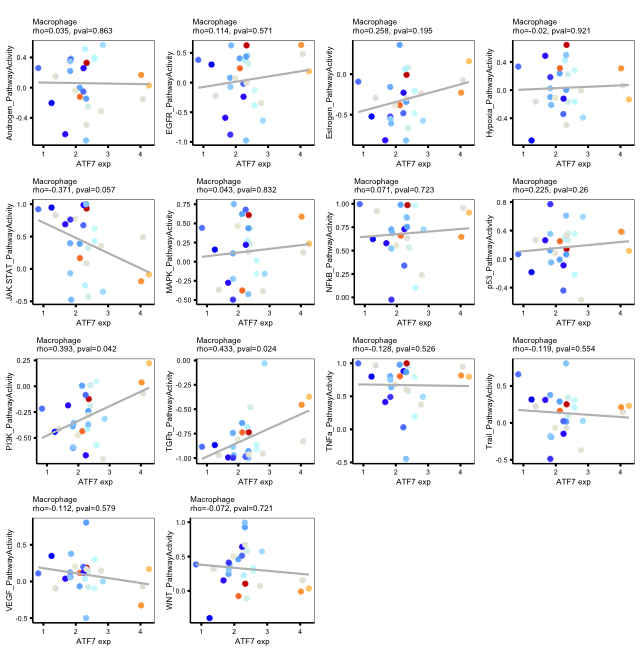 Macrophage
rho=0.035, pval=0.863
Androgen_PathwayActivity
0.4
0.0
-0.4
1 2 3 4
ATF7 exp
Macrophage
rho=0.114, pval=0.571
EGFR_PathwayActivity
0.5
0.0
-0.5
-1.0
1 2 3 4
ATF7 exp
Macrophage
rho=0.258, pval=0.195
Estrogen_PathwayActivity
0.0
-0.5
1 2 3 4
ATF7 exp
Macrophage
rho=-0.02, pval=0.921
Hypoxia_PathwayActivity
0.4
0.0
-0.4
1 2 3 4
ATF7 exp
Macrophage
rho=-0.371, pval=0.057
JAK-STAT_PathwayActivity
1.0
0.5
0.0
-0.5
1 2 3 4
ATF7 exp
Macrophage
rho=0.043, pval=0.832
MAPK_PathwayActivity
0.75
0.50
0.25
0.00
-0.25
-0.50
1 2 3 4
ATF7 exp
Macrophage
rho=0.071, pval=0.723
NFkB_PathwayActivity
1.00
0.75
0.50
0.25
0.00
1 2 3 4
ATF7 exp
Macrophage
rho=0.225, pval=0.26
p53_PathwayActivity
0.8
0.4
0.0
-0.4
1 2 3 4
ATF7 exp
Macrophage
rho=0.393, pval=0.042
PI3K_PathwayActivity
0.25
0.00
-0.25
-0.50
1 2 3 4
ATF7 exp
Macrophage
rho=0.433, pval=0.024
TGFb_PathwayActivity
0.00
-0.25
-0.50
-0.75
-1.00
1 2 3 4
ATF7 exp
Macrophage
rho=-0.128, pval=0.526
TNFa_PathwayActivity
1.0
0.5
0.0
-0.5
1 2 3 4
ATF7 exp
Macrophage
rho=-0.119, pval=0.554
Trail_PathwayActivity
0.5
0.0
-0.5
1 2 3 4
ATF7 exp
Macrophage
rho=-0.112, pval=0.579
VEGF_PathwayActivity
0.5
0.0
-0.5
1 2 3 4
ATF7 exp
Macrophage
rho=-0.072, pval=0.721
WNT_PathwayActivity
1.0
0.5
0.0
1 2 3 4
ATF7 exp